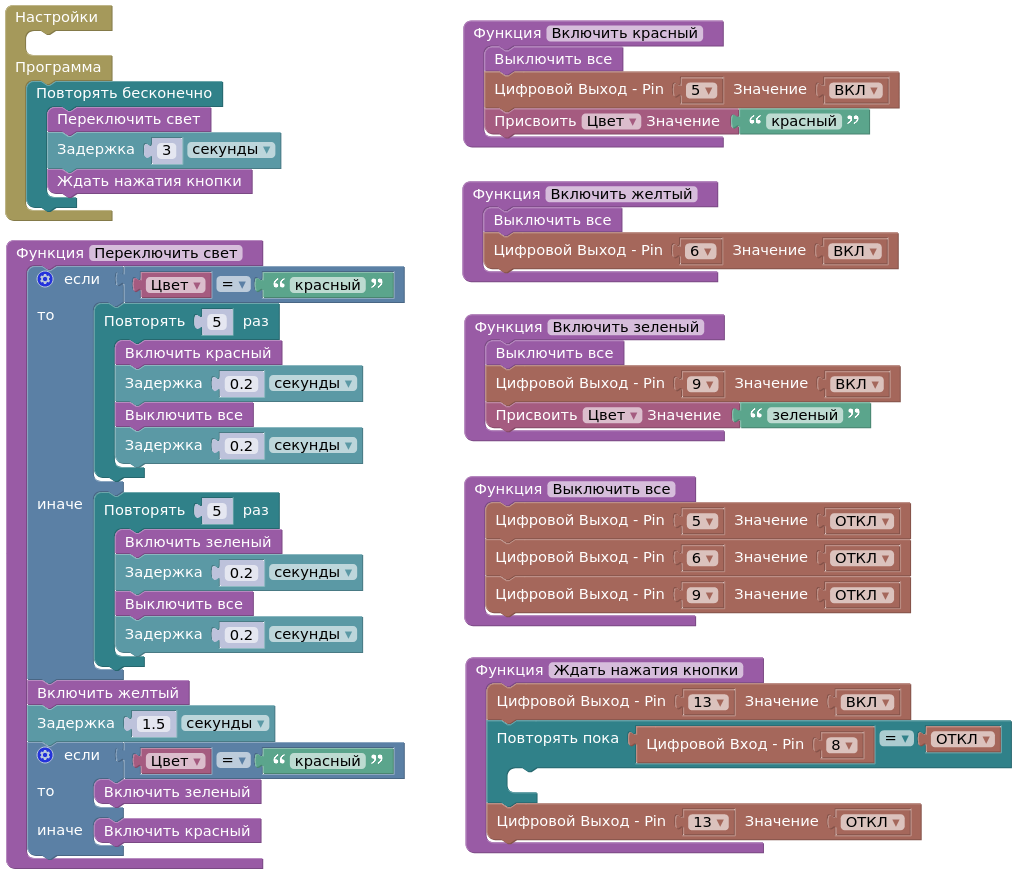 Настройки
Программа
Повторять бесконечно
Переключить свет
Задержка 3 секунды
Ждать нажатия кнопки
Функция Переключить свет
если Цвет = “ красный ”
то
Повторять 5 раз
Включить красный
Задержка 0.2 секунды
Выключить все
Задержка 0.2 секунды
иначе
Повторять 5 раз
Включить зеленый
Задержка 0.2 секунды
Выключить все
Задержка 0.2 секунды
Включить желтый
Задержка 1.5 секунды
если Цвет = “ красный ”
то Включить зеленый
иначе Включить красный
Функция Включить красный
Выключить все
Цифровой Выход - Pin 5 Значение ВКЛ
Присвоить Цвет Значение “ красный ”
Функция Включить желтый
Выключить все
Цифровой Выход - Pin 6 Значение ВКЛ
Функция Включить зеленый
Выключить все
Цифровой Выход - Pin 9 Значение ВКЛ
Присвоить Цвет Значение “ зеленый ”
Функция Выключить все
Цифровой Выход - Pin 5 Значение ОТКЛ
Цифровой Выход - Pin 6 Значение ОТКЛ
Цифровой Выход - Pin 9 Значение ОТКЛ
Функция Ждать нажатия кнопки
Цифровой Выход - Pin 13 Значение ВКЛ
Повторять пока Цифровой Вход - Pin 8 = ОТКЛ
Цифровой Выход - Pin 13 Значение ОТКЛ